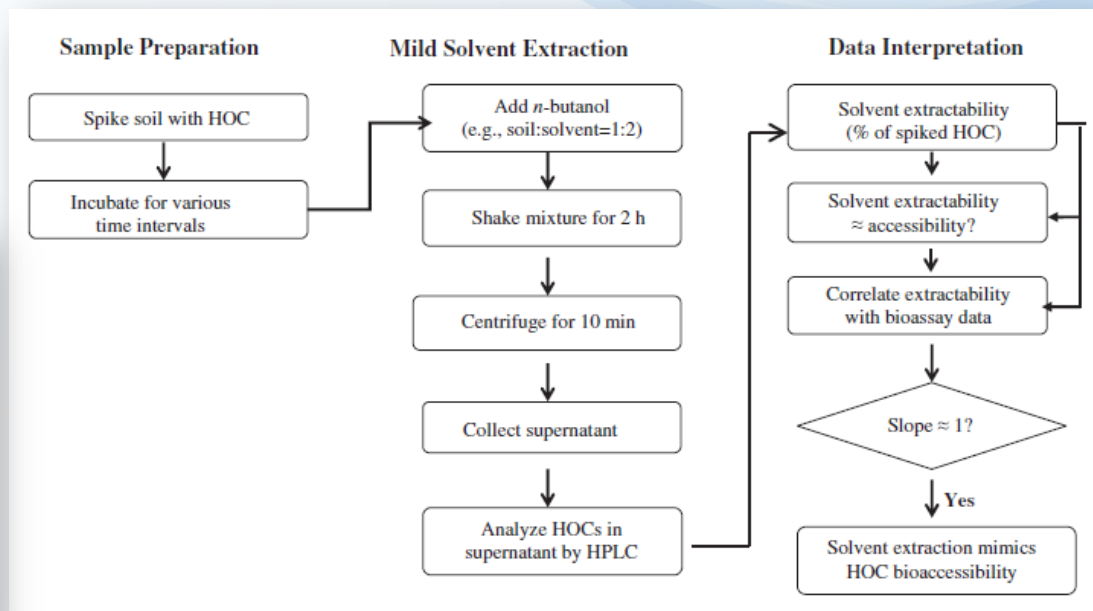 Sample Preparation
Spike soil with HOC
Incubate for various
time intervals
Mild Solvent Extraction
Add n-butanol
(e.g., soil:solvent=1:2)
Shake mixture for 2 h
Centrifuge for 10 min
Collect supernatant
Analyze HOCs in
supernatant by HPLC
Data Interpretation
Solvent extractability
(% of spiked HOC)
Solvent extractability
≈ accessibility?
Correlate extractability
with bioassay data
Slope ≈ 1?
Yes
Solvent extraction mimics
HOC bioaccessibility